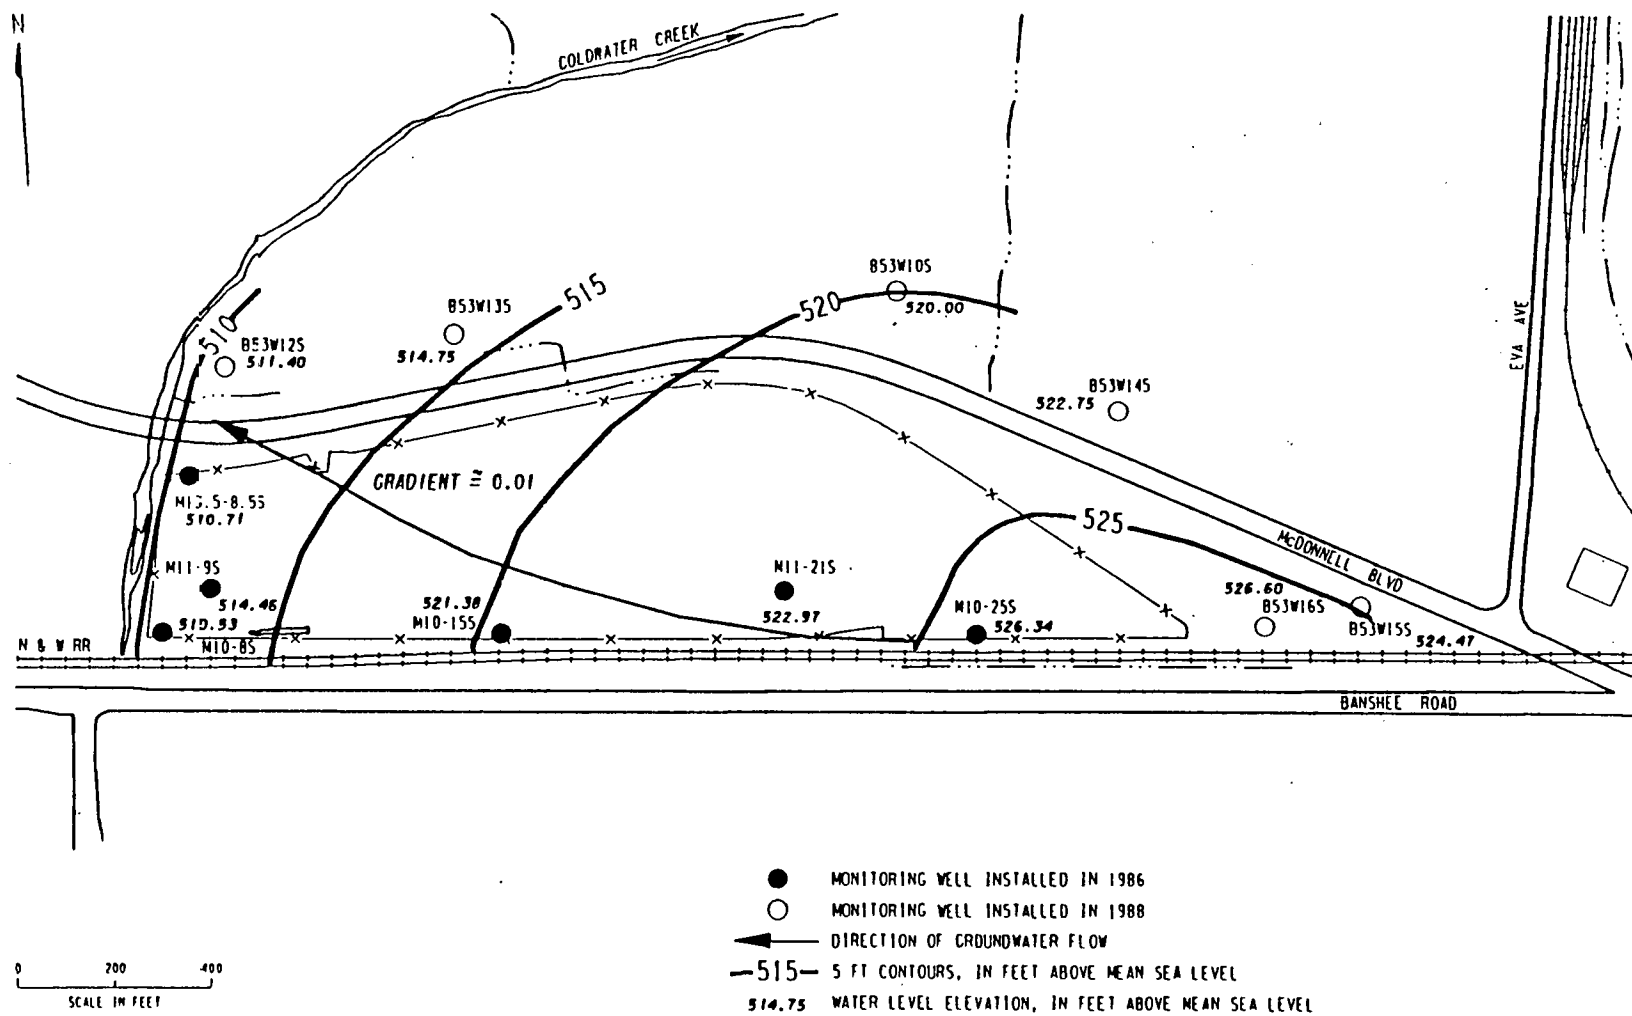 N
COLDWATER CREEK
B53W10S
520.00
515
520
B53W13S
514.75
510
B53W12S
511.40
EVA AVE
B53W14S
522.75
GRADIENT ≅ 0.01
510.71
525
McDONNELL BLVD
M11-9S
514.46
M11-21S
522.97
521.38
M10-15S
M10-25S
526.34
526.60
B53W16S
B53W15S
524.47
510.53
M10-8S
N & W RR
BANSHEE ROAD
MONITORING WELL INSTALLED IN 1986
MONITORING WELL INSTALLED IN 1988
DIRECTION OF GROUNDWATER FLOW
515 5 FT CONTOURS, IN FEET ABOVE MEAN SEA LEVEL
514.75 WATER LEVEL ELEVATION, IN FEET ABOVE MEAN SEA LEVEL
0 200 400
SCALE IN FEET